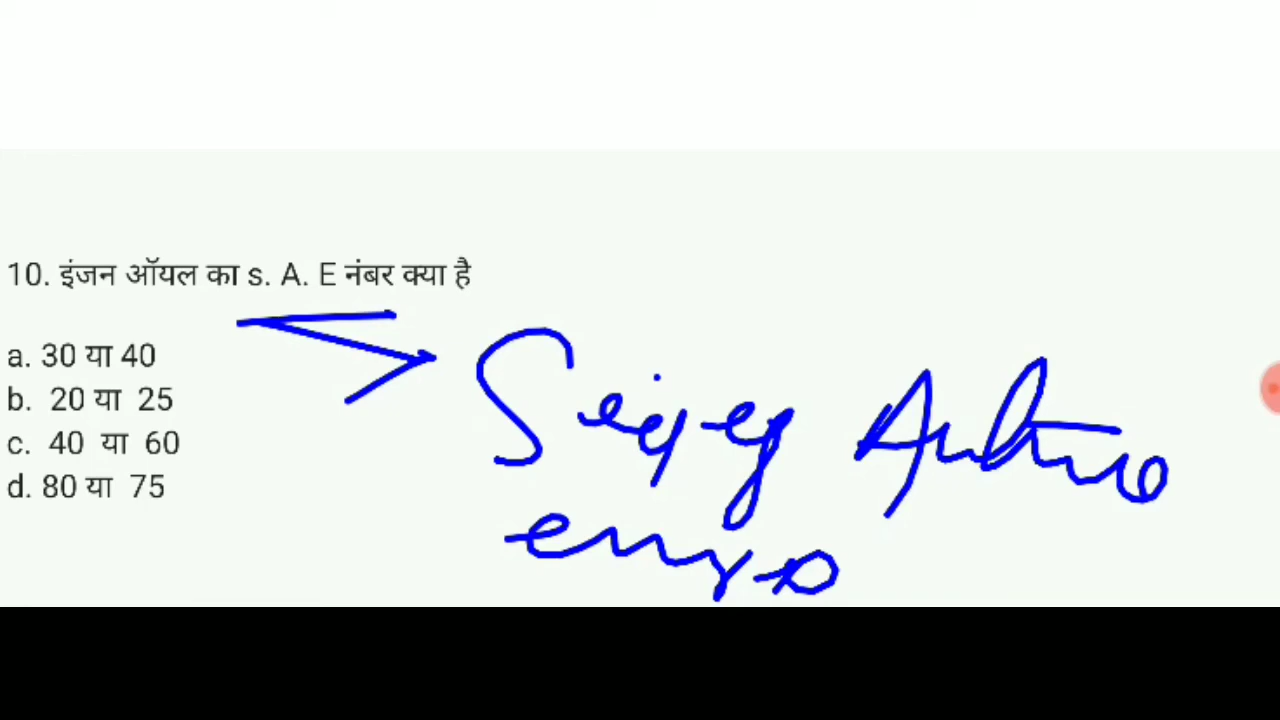 10. इंजन ऑयल का s. A. E नंबर क्या है
a. 30 या 40
b. 20 या 25
c. 40 या 60
d. 80 या 75